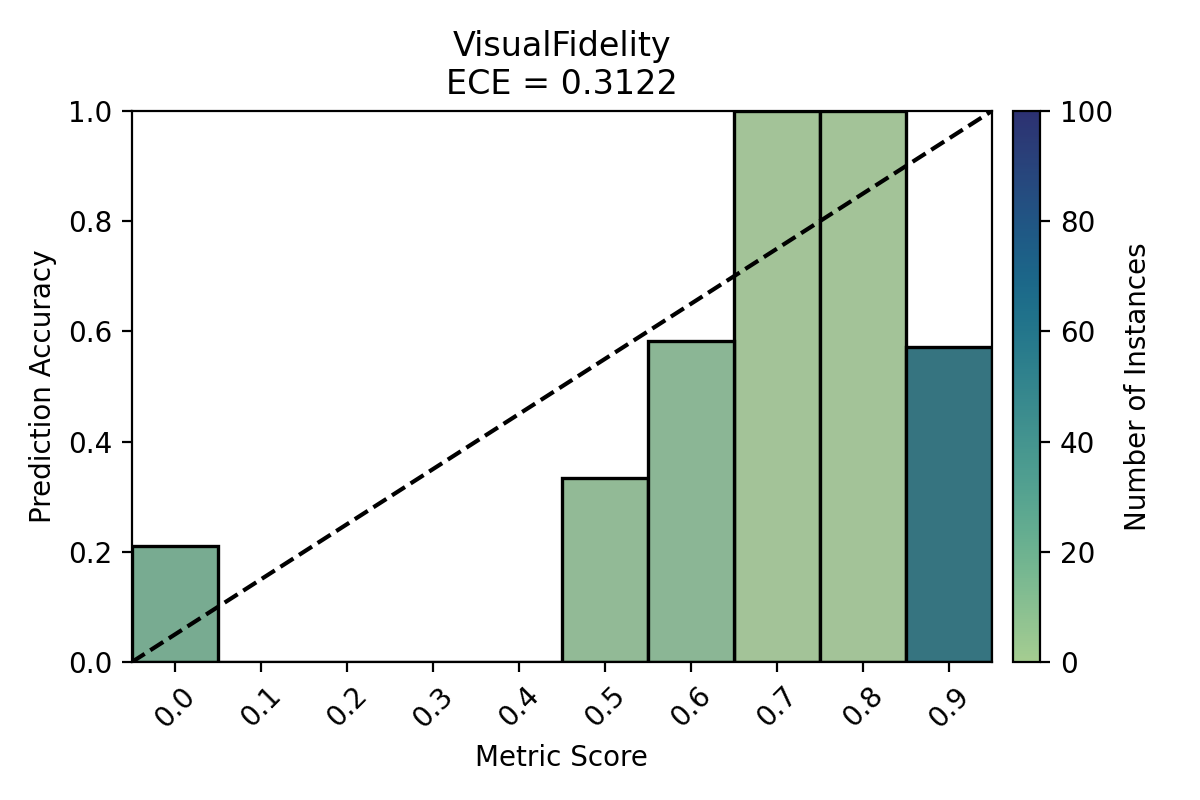 VisualFidelity
ECE = 0.3122
Prediction Accuracy
1.0
0.8
0.6
0.4
0.2
0.0
0.0 0.1 0.2 0.3 0.4 0.5 0.6 0.7 0.8 0.9
Metric Score
100
80
60
40
20
0
Number of Instances